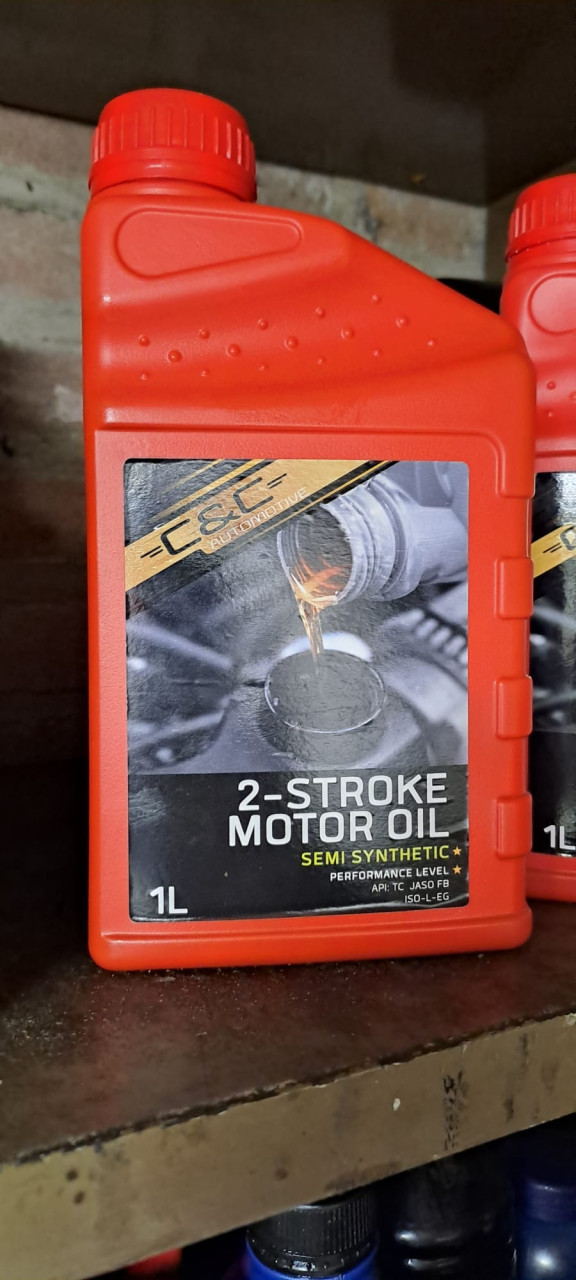 C&C
AUTOMOTIVE
2-STROKE
MOTOR OIL
SEMI SYNTHETIC
PERFORMANCE LEVEL
API: TC JASO FB
ISO-L-EG
1L
1L